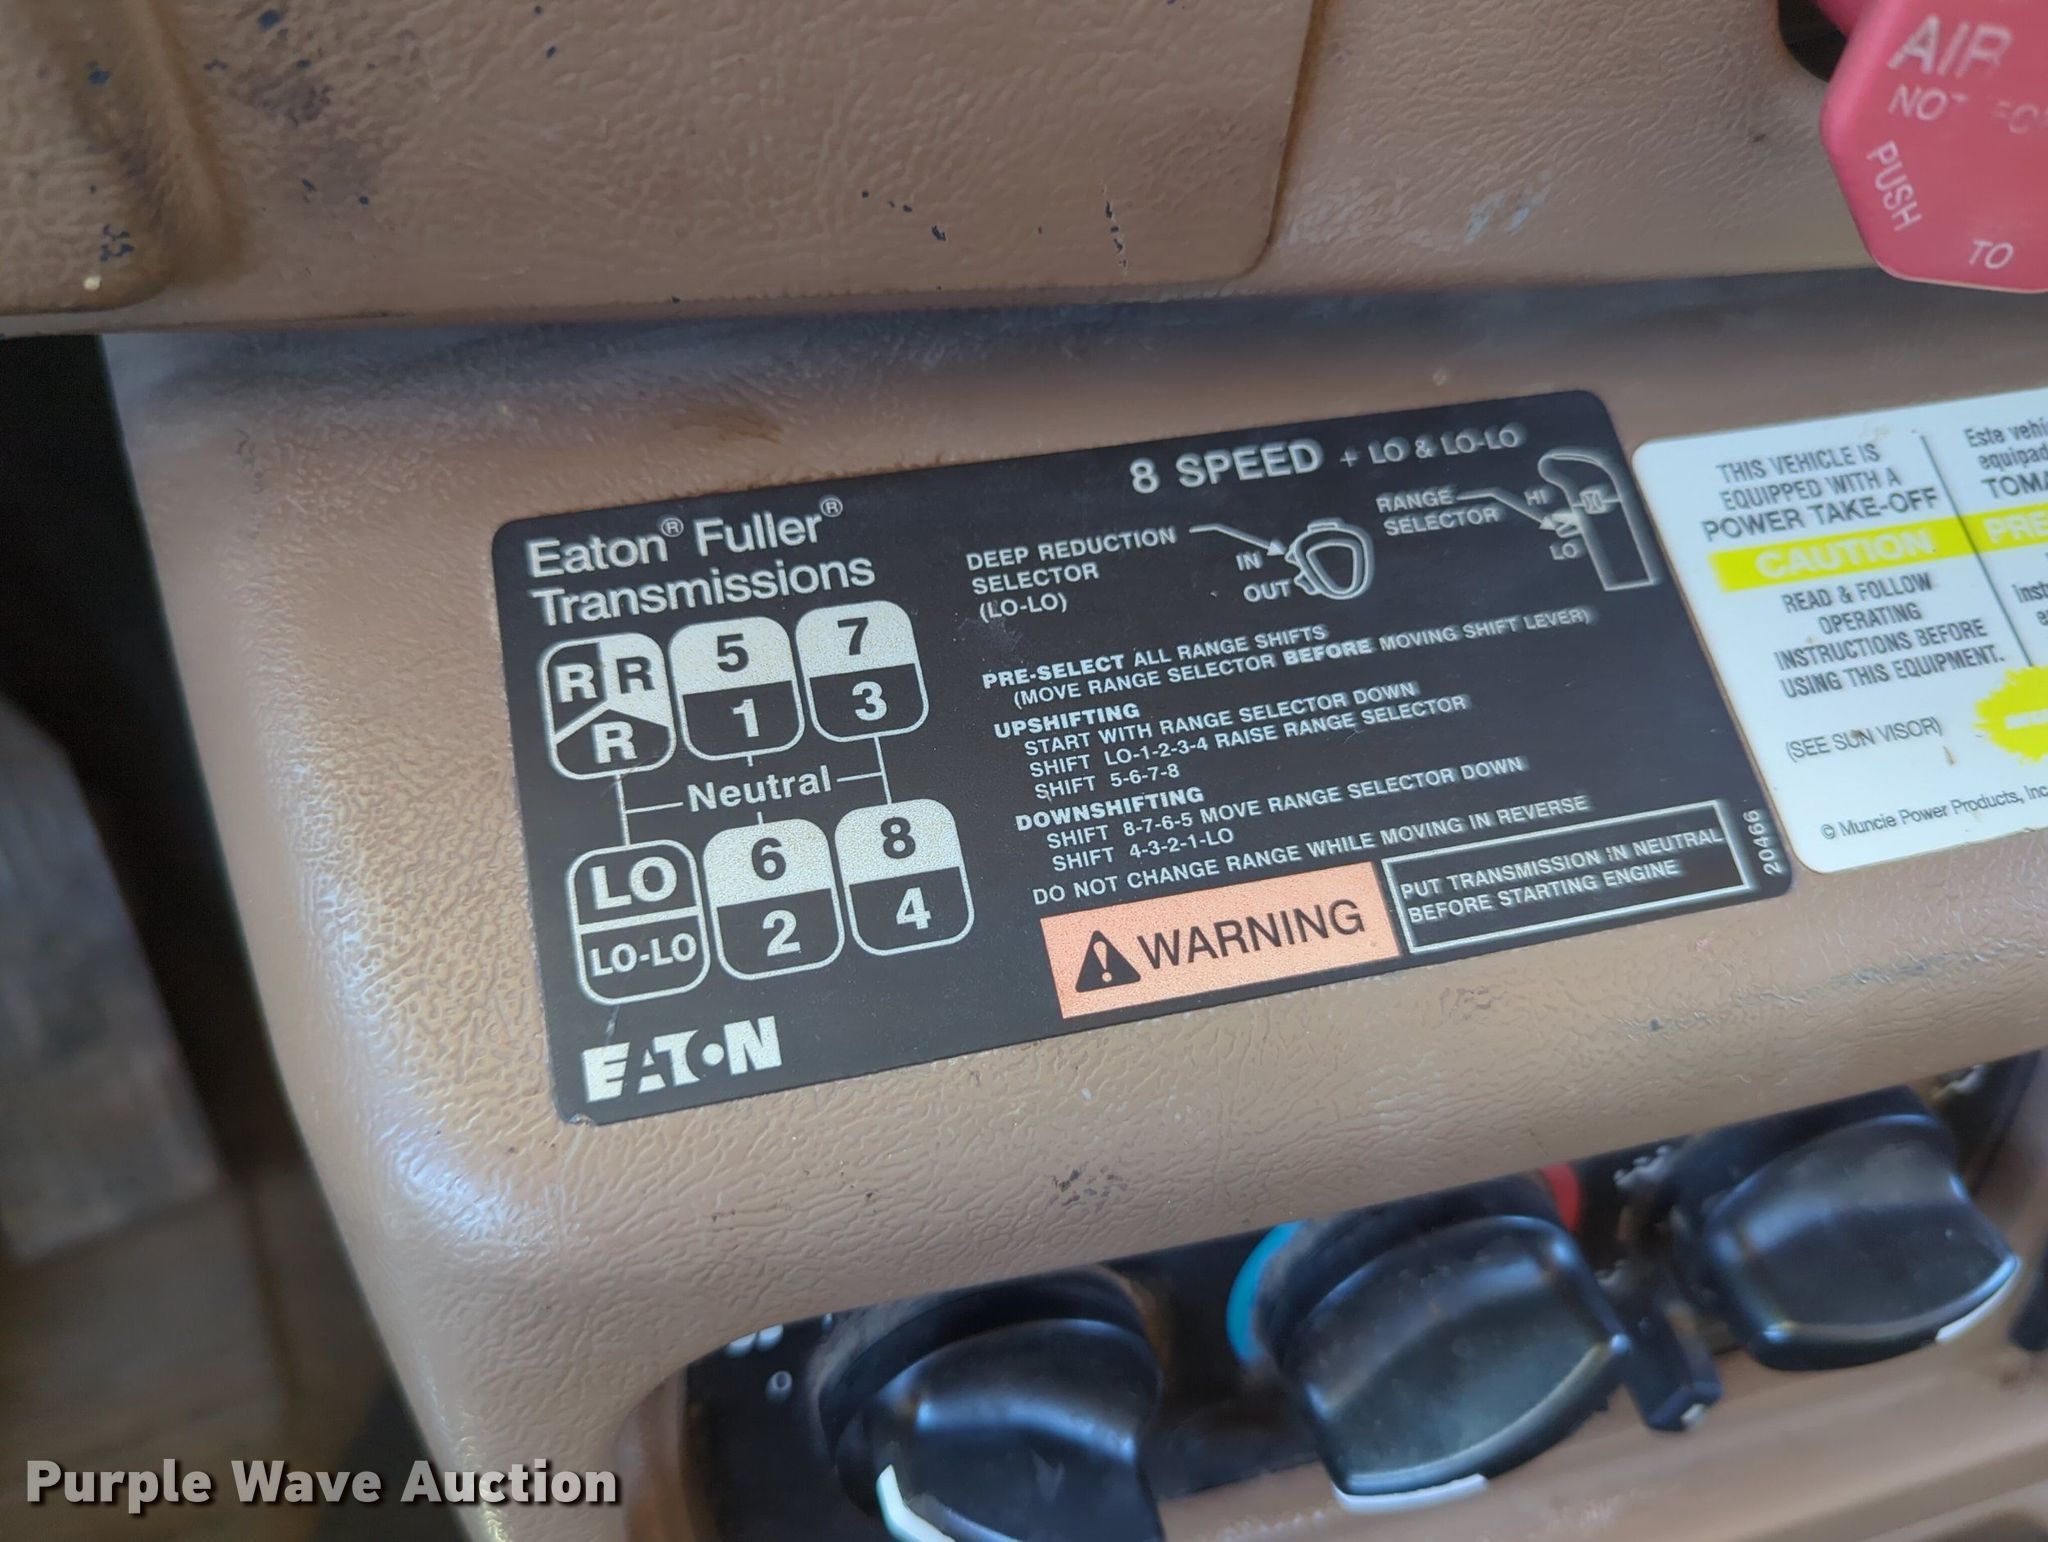 AIR
NOT FOR
PUSH
TO
8 SPEED + LO & LO-LO
Eaton® Fuller®
Transmissions
DEEP REDUCTION
SELECTOR
(LO-LO)
IN
OUT
RANGE
SELECTOR
HI
LO
R R
R
5
1
7
3
Neutral
LO
LO-LO
6
2
8
4
PRE-SELECT ALL RANGE SHIFTS
(MOVE RANGE SELECTOR BEFORE MOVING SHIFT LEVER)
UPSHIFTING
START WITH RANGE SELECTOR DOWN
SHIFT LO-1-2-3-4 RAISE RANGE SELECTOR
SHIFT 5-6-7-8
DOWNSHIFTING
SHIFT 8-7-6-5 MOVE RANGE SELECTOR DOWN
SHIFT 4-3-2-1-LO
DO NOT CHANGE RANGE WHILE MOVING IN REVERSE
WARNING
PUT TRANSMISSION IN NEUTRAL
BEFORE STARTING ENGINE
20466
EATON
THIS VEHICLE IS
EQUIPPED WITH A
POWER TAKE-OFF
CAUTION
READ & FOLLOW
OPERATING
INSTRUCTIONS BEFORE
USING THIS EQUIPMENT.
(SEE SUN VISOR)
© Muncie Power Products, Inc.
Este
Purple Wave Auction